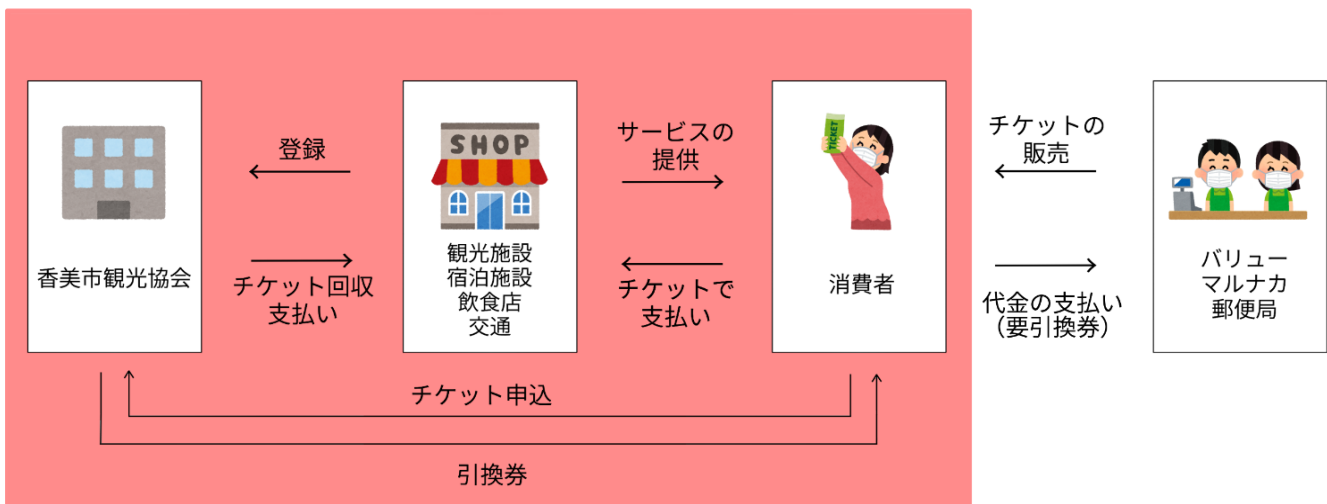 登録
SHOP
サービスの
提供
TICKET
チケットの
販売
香美市観光協会
チケット回収
支払い
観光施設
宿泊施設
飲食店
交通
チケットで
支払い
消費者
代金の支払い
（要引換券）
バリュー
マルナカ
郵便局
チケット申込
引換券